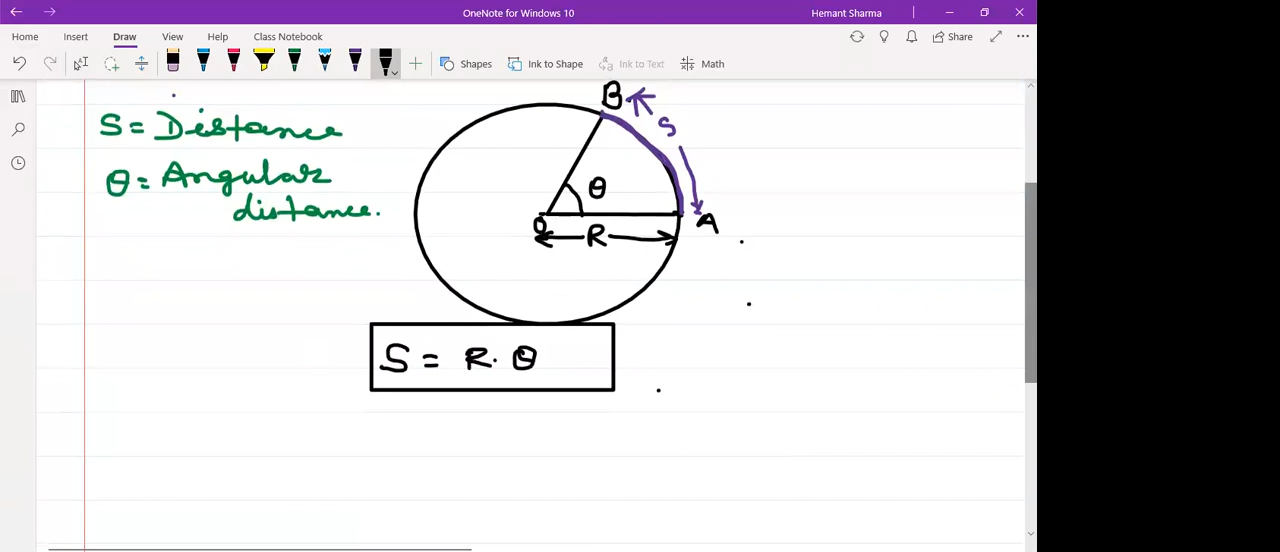 OneNote for Windows 10
Hemant Sharma
Home Insert Draw View Help Class Notebook
Share
Shapes
Ink to Shape
Ink to Text
Math
S = Distance
θ = Angular
distance.
B
S
θ
O
A
R
S = R. θ